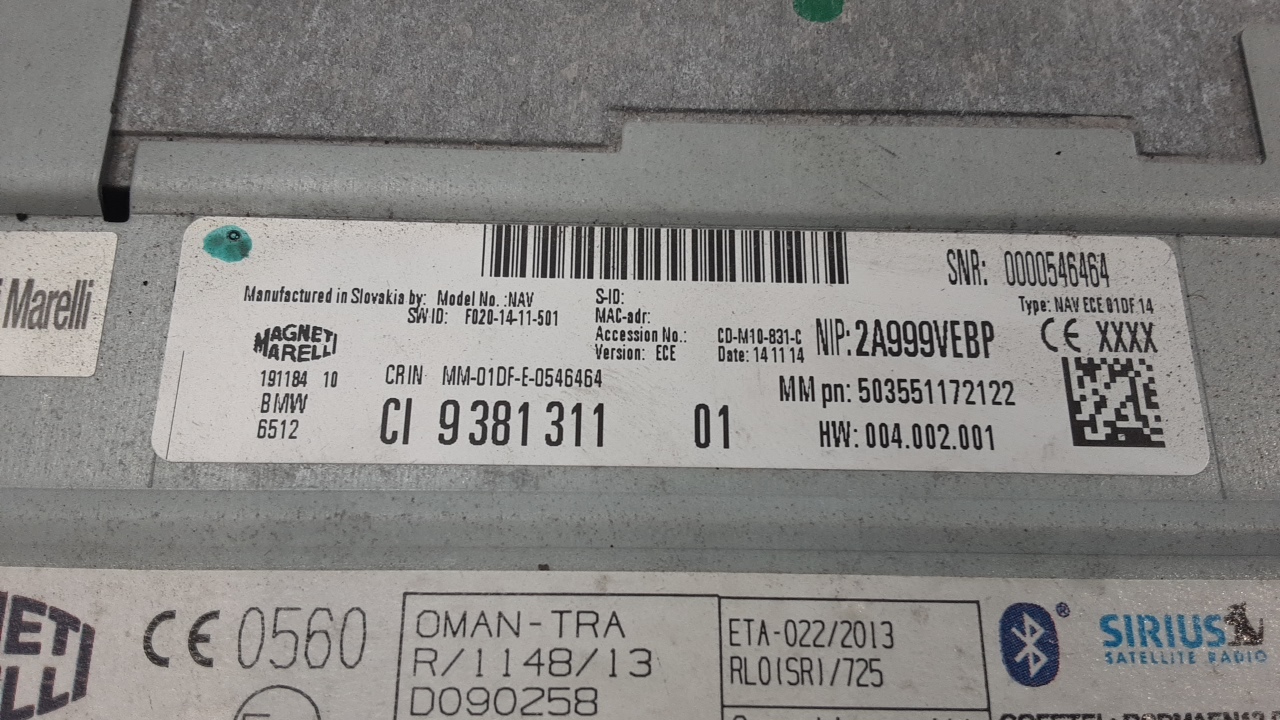 i Marelli
SNR: 0000546464
Manufactured in Slovakia by: Model No.:NAV
SW ID: F020-14-11-501
S-ID:
MAC-adr:
Accession No.: CD-M10-831-C
Version: ECE Date: 14 11 14
NIP: 2A999VEBP
Type: NAV ECE 01DF 14
CE XXXX
MAGNETI
MARELLI
191184 10
BMW
6512
CRIN MM-01DF-E-0546464
CI 9 381 311 01
MM pn: 503551172122
HW: 004.002.001
CE 0560
OMAN-TRA
R/1148/13
D090258
ETA-022/2013
RLO(SR)/725
SIRIUS
SATELLITE RADIO